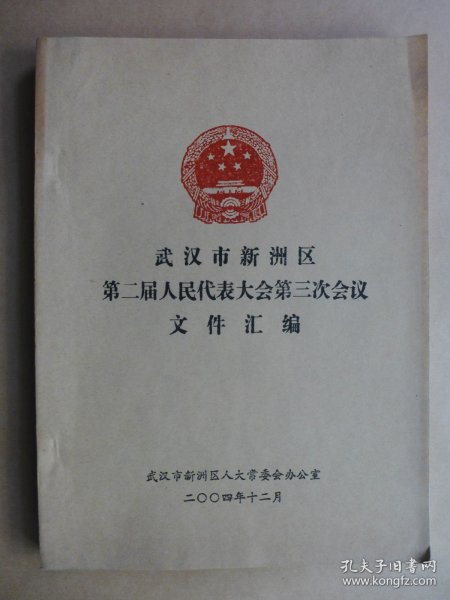 武汉市新洲区
第二届人民代表大会第三次会议
文件汇编
武汉市新洲区人大常委会办公室
二〇〇四年十二月
孔夫子旧书网
www.kongfz.com